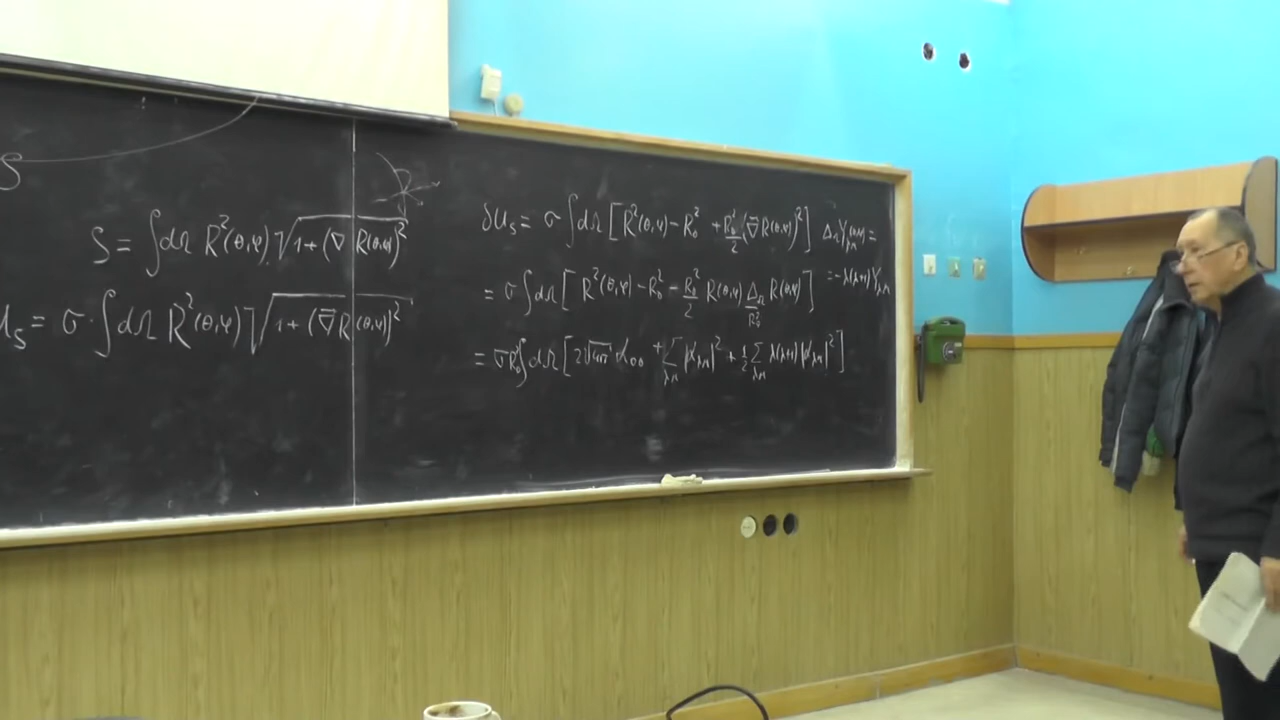 S
S = ∫dΩ R²(θ,φ) √(1+(∇R(θ,φ))²)
U_S = σ·∫dΩ R²(θ,φ) √(1+(∇⃗R(θ,φ))²)
δU_S = σ ∫dΩ [R²(θ,φ) − R₀² + R₀²/2 (∇⃗R(θ,φ))²] Δ_Ω Y_λμ(θ,φ) =
= σ ∫dΩ [R²(θ,φ) − R₀² − R₀²/2 R(θ,φ) Δ_Ω/R₀² R(θ,φ)] = −λ(λ+1) Y_λμ
= σR₀² ∫dΩ [2√4π α₀₀ + Σ_λμ |α_λμ|² + 1/2 Σ_λμ λ(λ+1) |α_λμ|²]